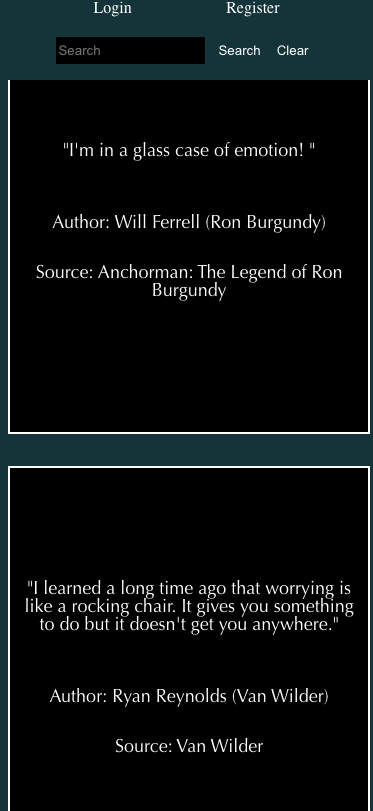 Login Register
Search Search Clear
"I'm in a glass case of emotion! "
Author: Will Ferrell (Ron Burgundy)
Source: Anchorman: The Legend of Ron
Burgundy
"I learned a long time ago that worrying is
like a rocking chair. It gives you something
to do but it doesn't get you anywhere."
Author: Ryan Reynolds (Van Wilder)
Source: Van Wilder